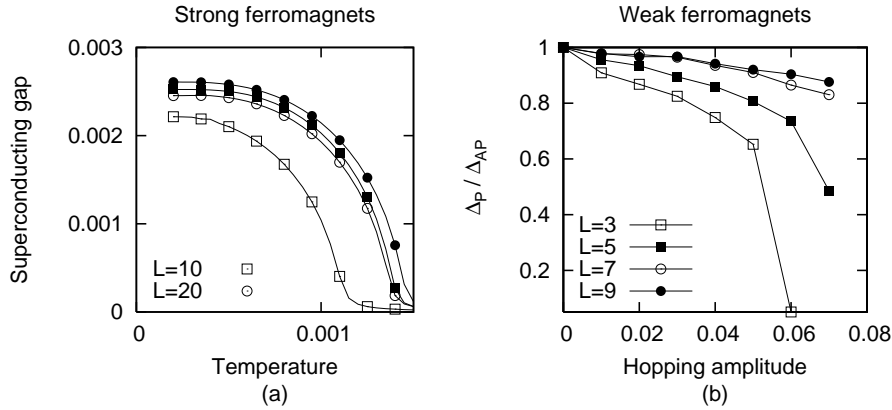 Strong ferromagnets
Superconducting gap
0.003
0.002
0.001
0
L=10
L=20
0
0.001
Temperature
(a)
Weak ferromagnets
ΔP / ΔAP
1
0.8
0.6
0.4
0.2
L=3
L=5
L=7
L=9
0
0.02
0.04
0.06
0.08
Hopping amplitude
(b)